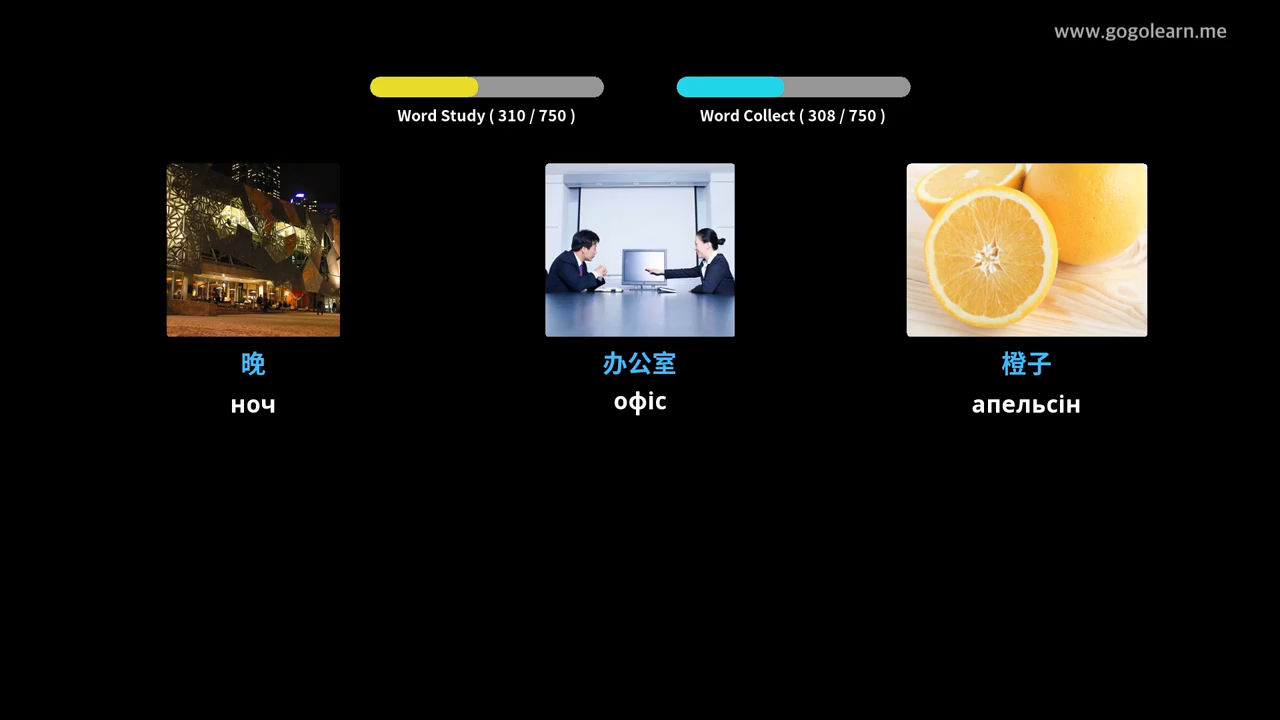 www.gogolearn.me
Word Study ( 310 / 750 )
Word Collect ( 308 / 750 )
晚
ноч
办公室
офіс
橙子
апельсін